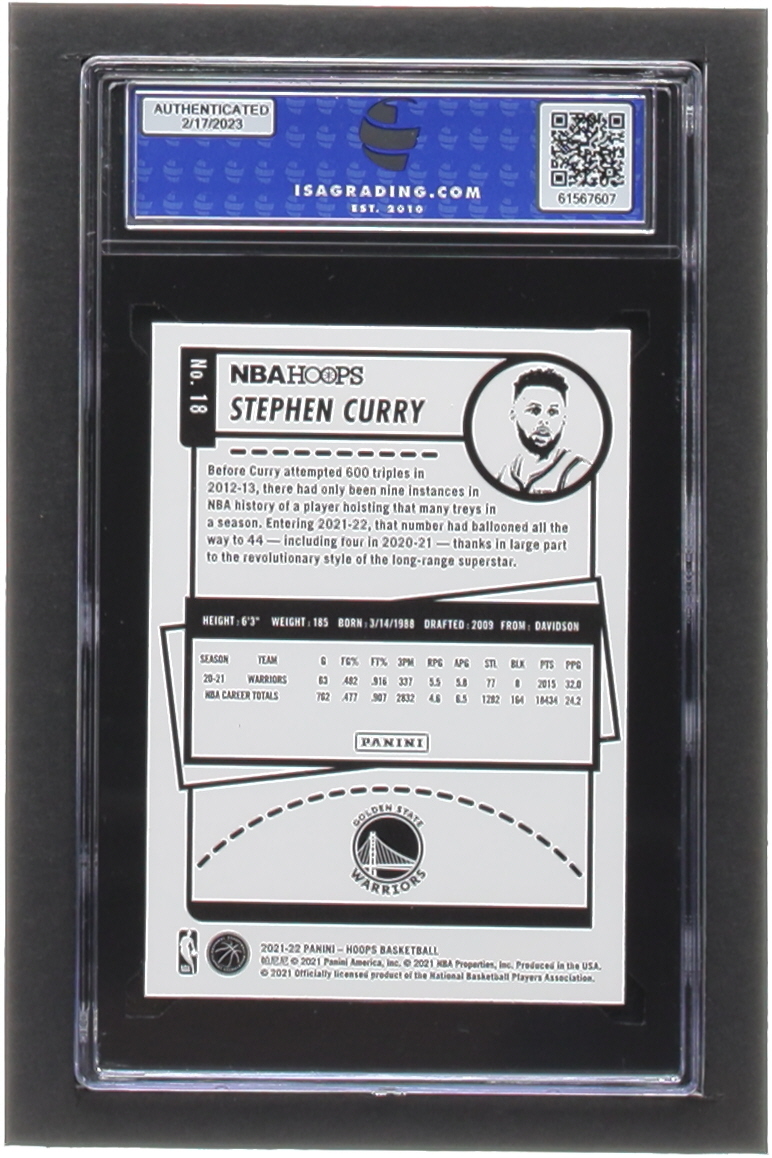 AUTHENTICATED
2/17/2023
ISAGRADING.COM
EST. 2010
61567607
No. 18
NBA HOOPS
STEPHEN CURRY
Before Curry attempted 600 triples in
2012-13, there had only been nine instances in
NBA history of a player hoisting that many treys in
a season. Entering 2021-22, that number had ballooned all the
way to 44 — including four in 2020-21 — thanks in large part
to the revolutionary style of the long-range superstar.
HEIGHT: 6'3" WEIGHT: 185 BORN: 3/14/1988 DRAFTED: 2009 FROM: DAVIDSON
SEASON TEAM G FG% FT% 3PM RPG APG STL BLK PTS PPG
20-21 WARRIORS 63 .482 .916 337 5.5 5.8 77 8 2015 32.0
NBA CAREER TOTALS 762 .477 .907 2832 4.6 6.5 1282 164 18434 24.2
PANINI
GOLDEN STATE
WARRIORS
2021-22 PANINI – HOOPS BASKETBALL
帕尼尼 © 2021 Panini America, Inc. © 2021 NBA Properties, Inc. Produced in the USA.
© 2021 Officially licensed product of the National Basketball Players Association.